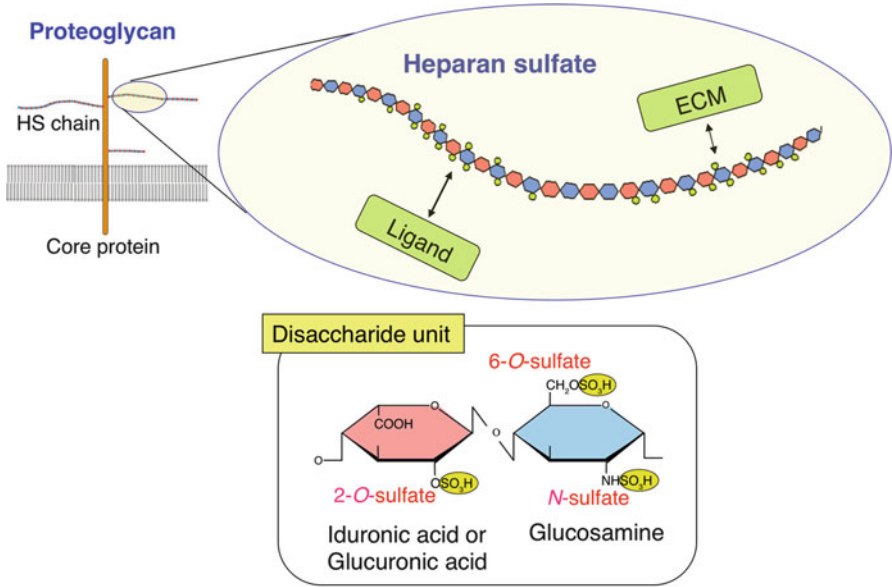 Proteoglycan
HS chain
Core protein
Heparan sulfate
ECM
Ligand
Disaccharide unit
6-O-sulfate
CH₂OSO₃H
O
COOH
O
O
O
OSO₃H
NHSO₃H
2-O-sulfate
N-sulfate
Iduronic acid or
Glucuronic acid
Glucosamine